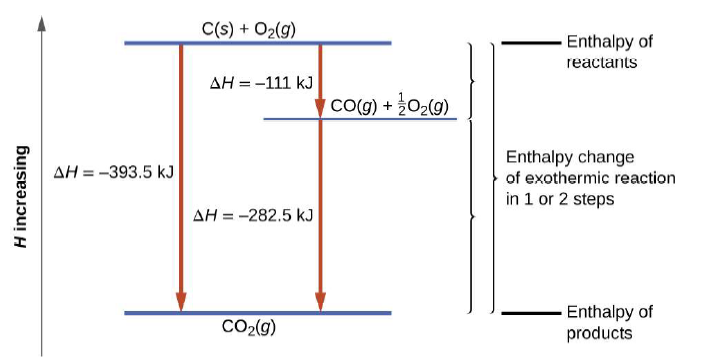 C(s) + O₂(g)
Enthalpy of
reactants
ΔH = –111 kJ
CO(g) + ½O₂(g)
H increasing
ΔH = –393.5 kJ
Enthalpy change
of exothermic reaction
in 1 or 2 steps
ΔH = –282.5 kJ
CO₂(g)
Enthalpy of
products